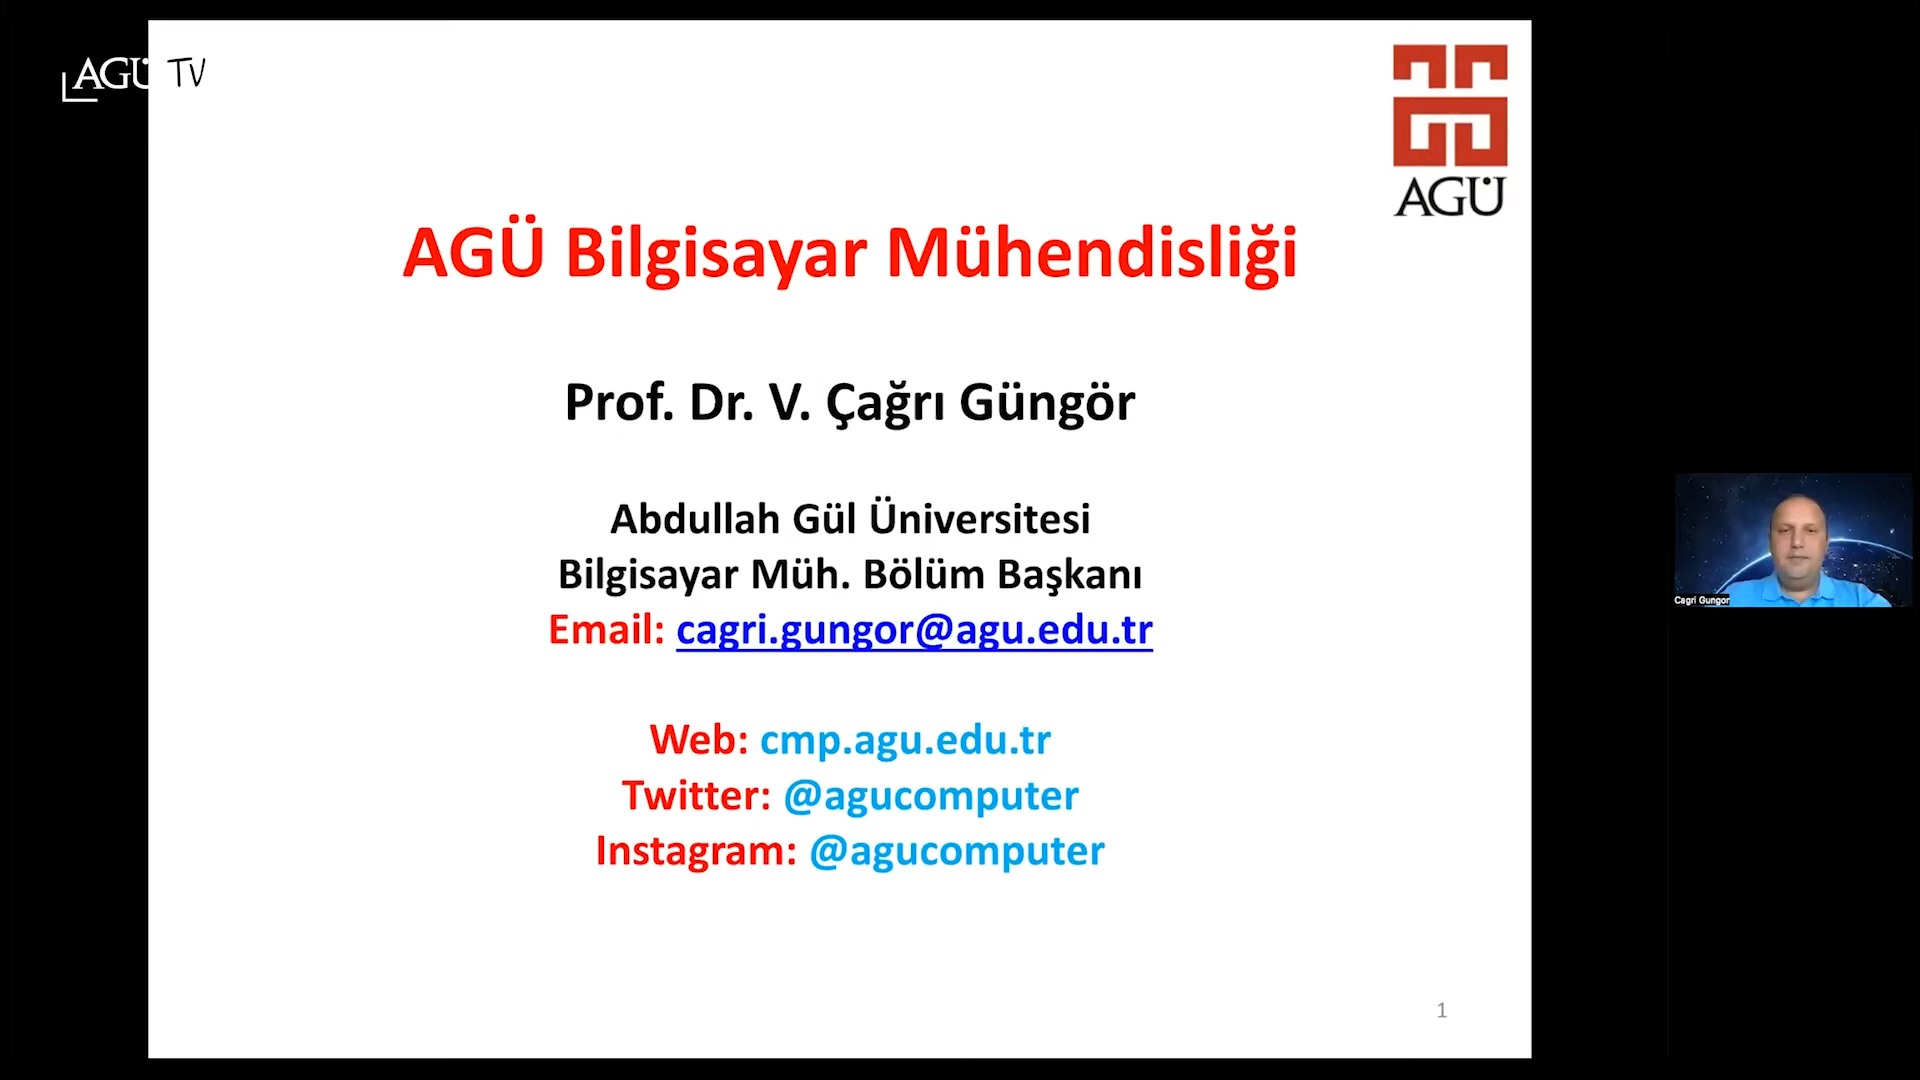 AGÜ TV
AGÜ
AGÜ Bilgisayar Mühendisliği
Prof. Dr. V. Çağrı Güngör
Abdullah Gül Üniversitesi
Bilgisayar Müh. Bölüm Başkanı
Email: cagri.gungor@agu.edu.tr
Web: cmp.agu.edu.tr
Twitter: @agucomputer
Instagram: @agucomputer
Cagri Gungor
1